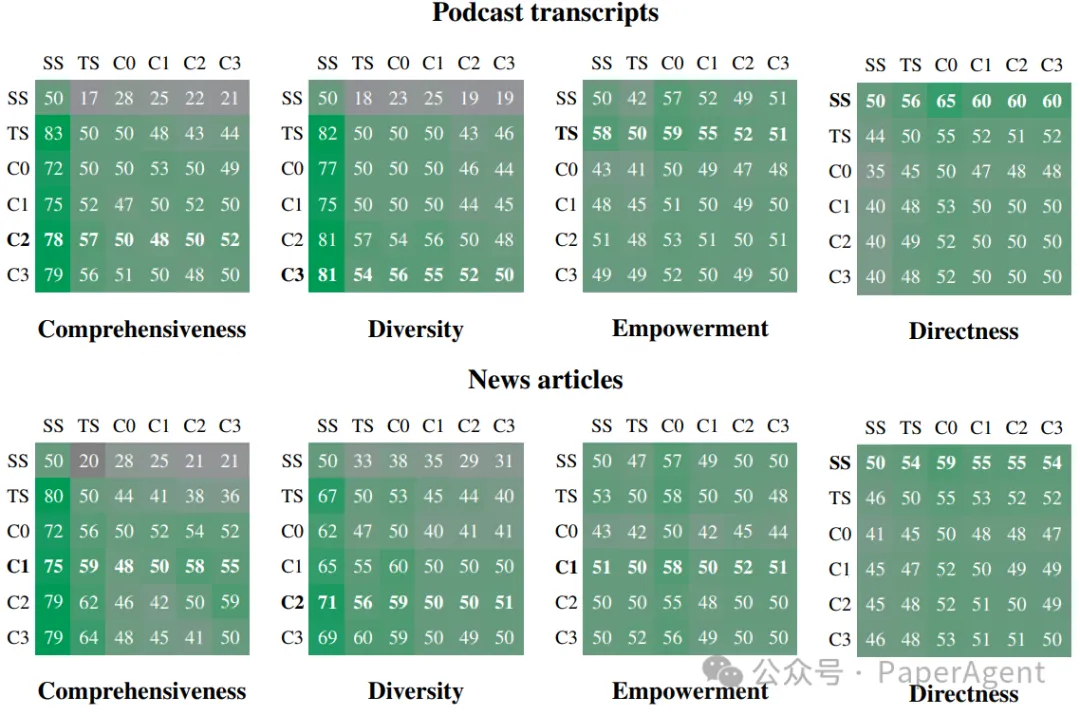 Podcast transcripts
SS TS C0 C1 C2 C3
SS 50 17 28 25 22 21
TS 83 50 50 48 43 44
C0 72 50 50 53 50 49
C1 75 52 47 50 52 50
C2 78 57 50 48 50 52
C3 79 56 51 50 48 50
Comprehensiveness
SS TS C0 C1 C2 C3
SS 50 18 23 25 19 19
TS 82 50 50 50 43 46
C0 77 50 50 50 46 44
C1 75 50 50 50 44 45
C2 81 57 54 56 50 48
C3 81 54 56 55 52 50
Diversity
SS TS C0 C1 C2 C3
SS 50 42 57 52 49 51
TS 58 50 59 55 52 51
C0 43 41 50 49 47 48
C1 48 45 51 50 49 50
C2 51 48 53 51 50 51
C3 49 49 52 50 49 50
Empowerment
SS TS C0 C1 C2 C3
SS 50 56 65 60 60 60
TS 44 50 55 52 51 52
C0 35 45 50 47 48 48
C1 40 48 53 50 50 50
C2 40 49 52 50 50 50
C3 40 48 52 50 50 50
Directness
News articles
SS TS C0 C1 C2 C3
SS 50 20 28 25 21 21
TS 80 50 44 41 38 36
C0 72 56 50 52 54 52
C1 75 59 48 50 58 55
C2 79 62 46 42 50 59
C3 79 64 48 45 41 50
Comprehensiveness
SS TS C0 C1 C2 C3
SS 50 33 38 35 29 31
TS 67 50 53 45 44 40
C0 62 47 50 40 41 41
C1 65 55 60 50 50 50
C2 71 56 59 50 50 51
C3 69 60 59 50 49 50
Diversity
SS TS C0 C1 C2 C3
SS 50 47 57 49 50 50
TS 53 50 58 50 50 48
C0 43 42 50 42 45 44
C1 51 50 58 50 52 51
C2 50 50 55 48 50 50
C3 50 52 56 49 50 50
Empowerment
SS TS C0 C1 C2 C3
SS 50 54 59 55 55 54
TS 46 50 55 53 52 52
C0 41 45 50 48 48 47
C1 45 47 52 50 49 49
C2 45 48 52 51 50 49
C3 46 48 53 51 51 50
Directness
公众号 · PaperAgent